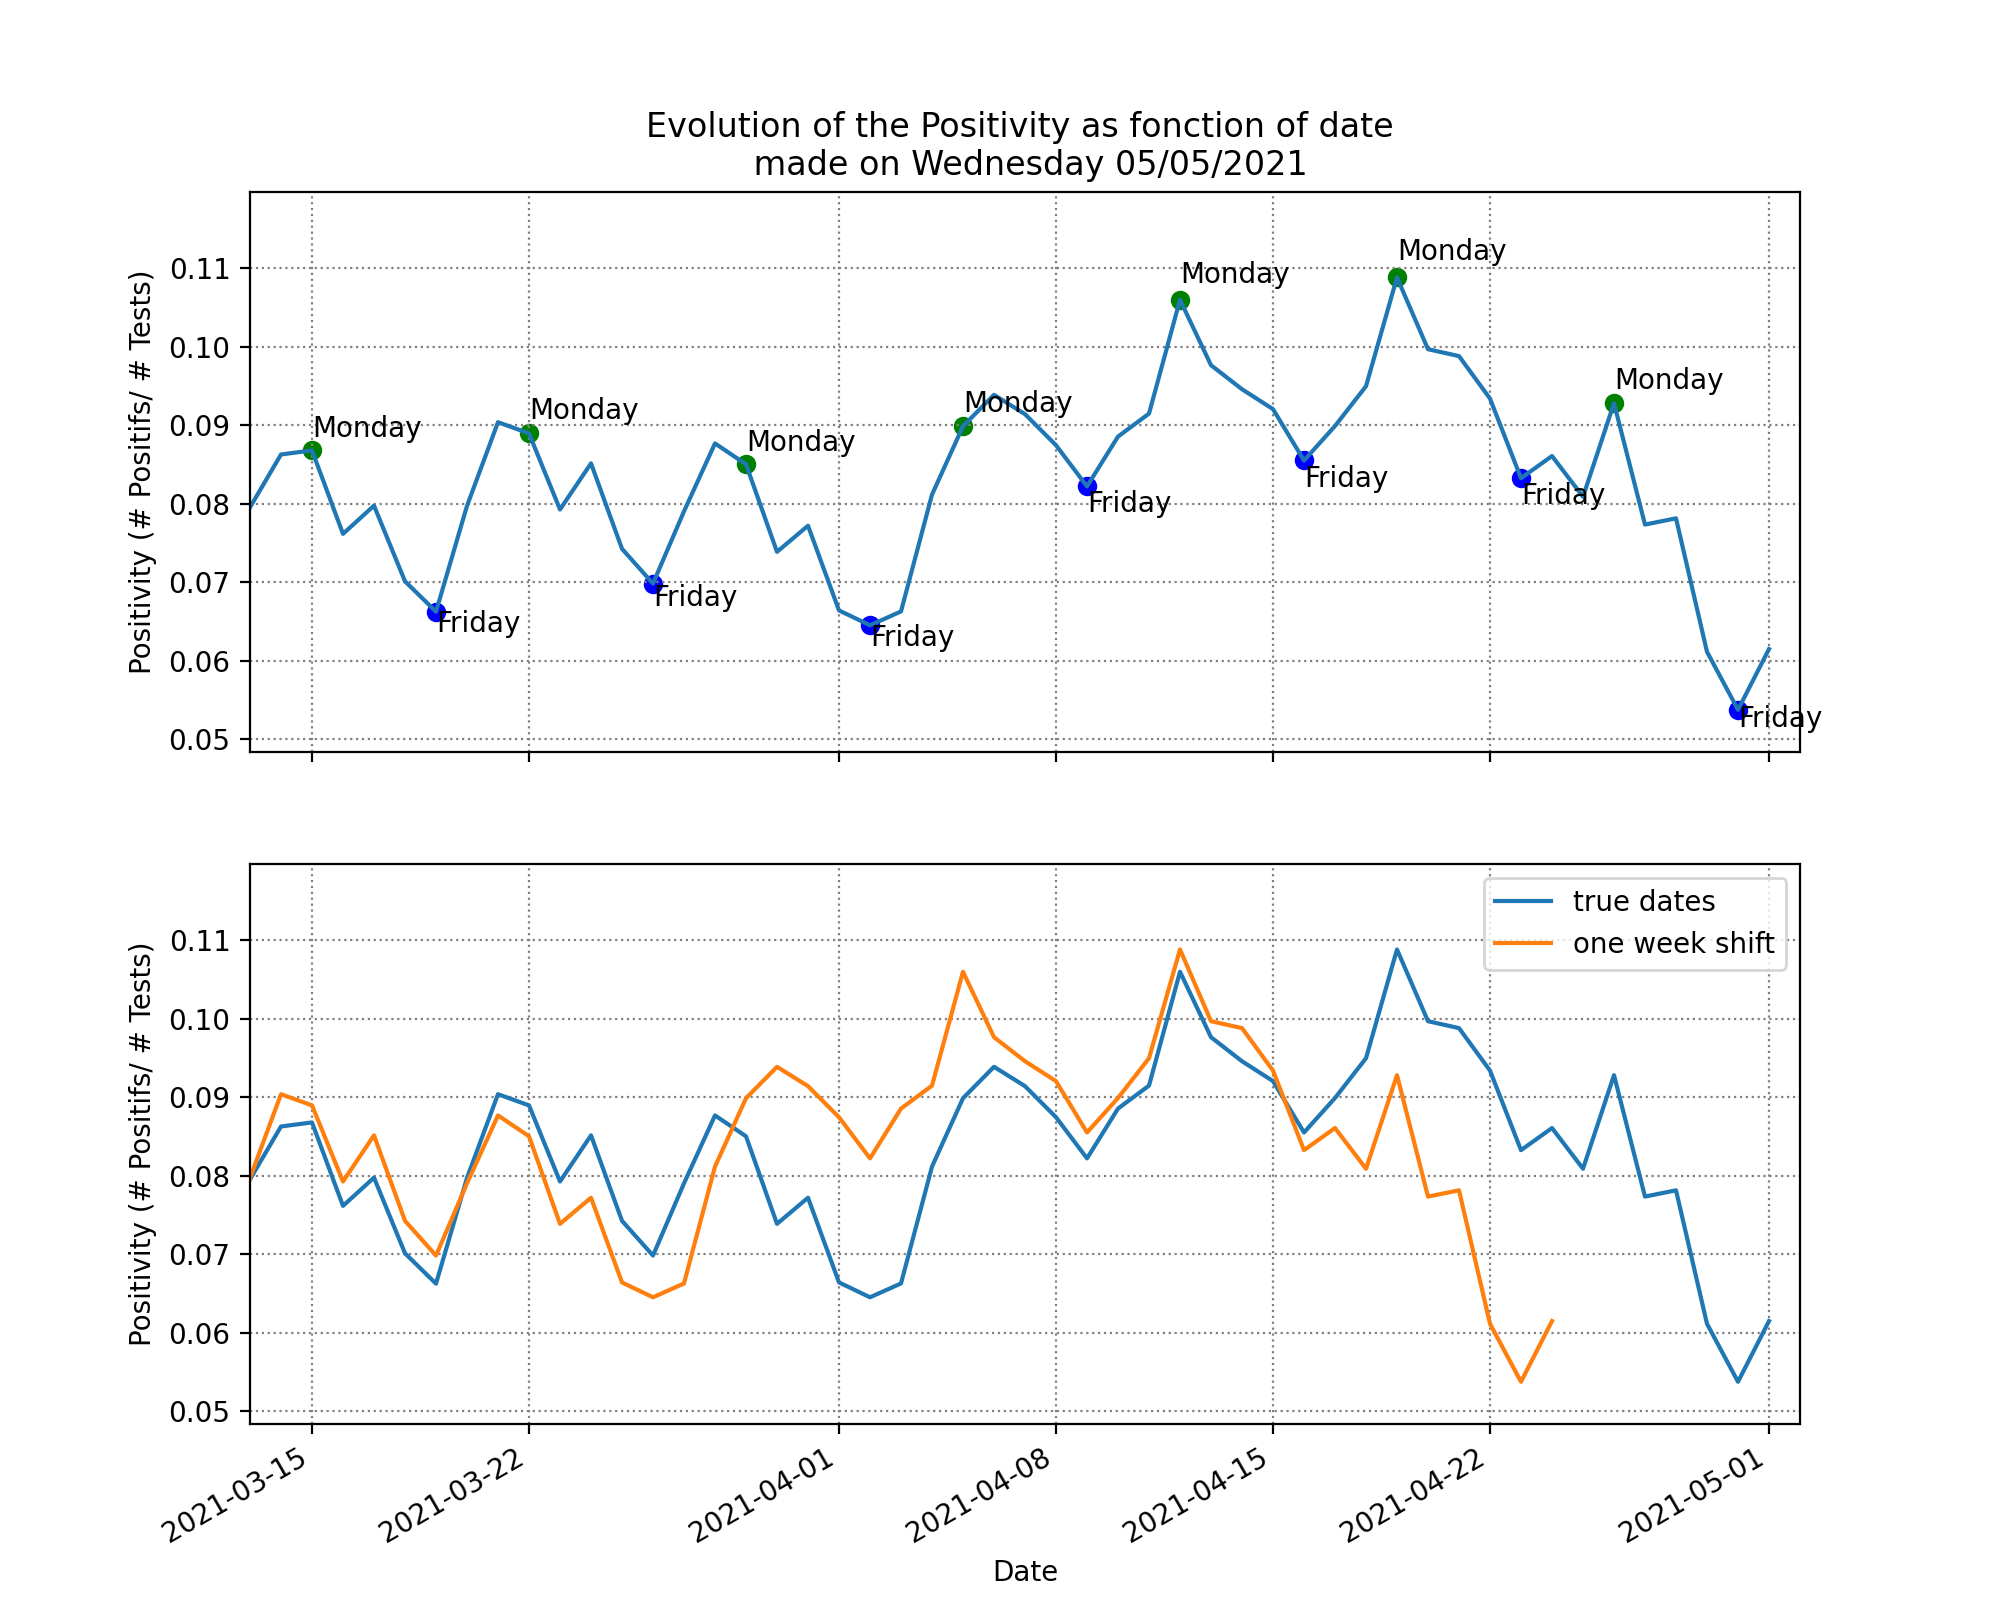 Evolution of the Positivity as fonction of date
made on Wednesday 05/05/2021
Positivity (# Positifs/ # Tests)
0.11
0.10
0.09
0.08
0.07
0.06
0.05
Monday
Monday
Monday
Monday
Monday
Monday
Monday
Friday
Friday
Friday
Friday
Friday
Friday
Friday
Positivity (# Positifs/ # Tests)
0.11
0.10
0.09
0.08
0.07
0.06
0.05
true dates
one week shift
2021-03-15
2021-03-22
2021-04-01
2021-04-08
2021-04-15
2021-04-22
2021-05-01
Date